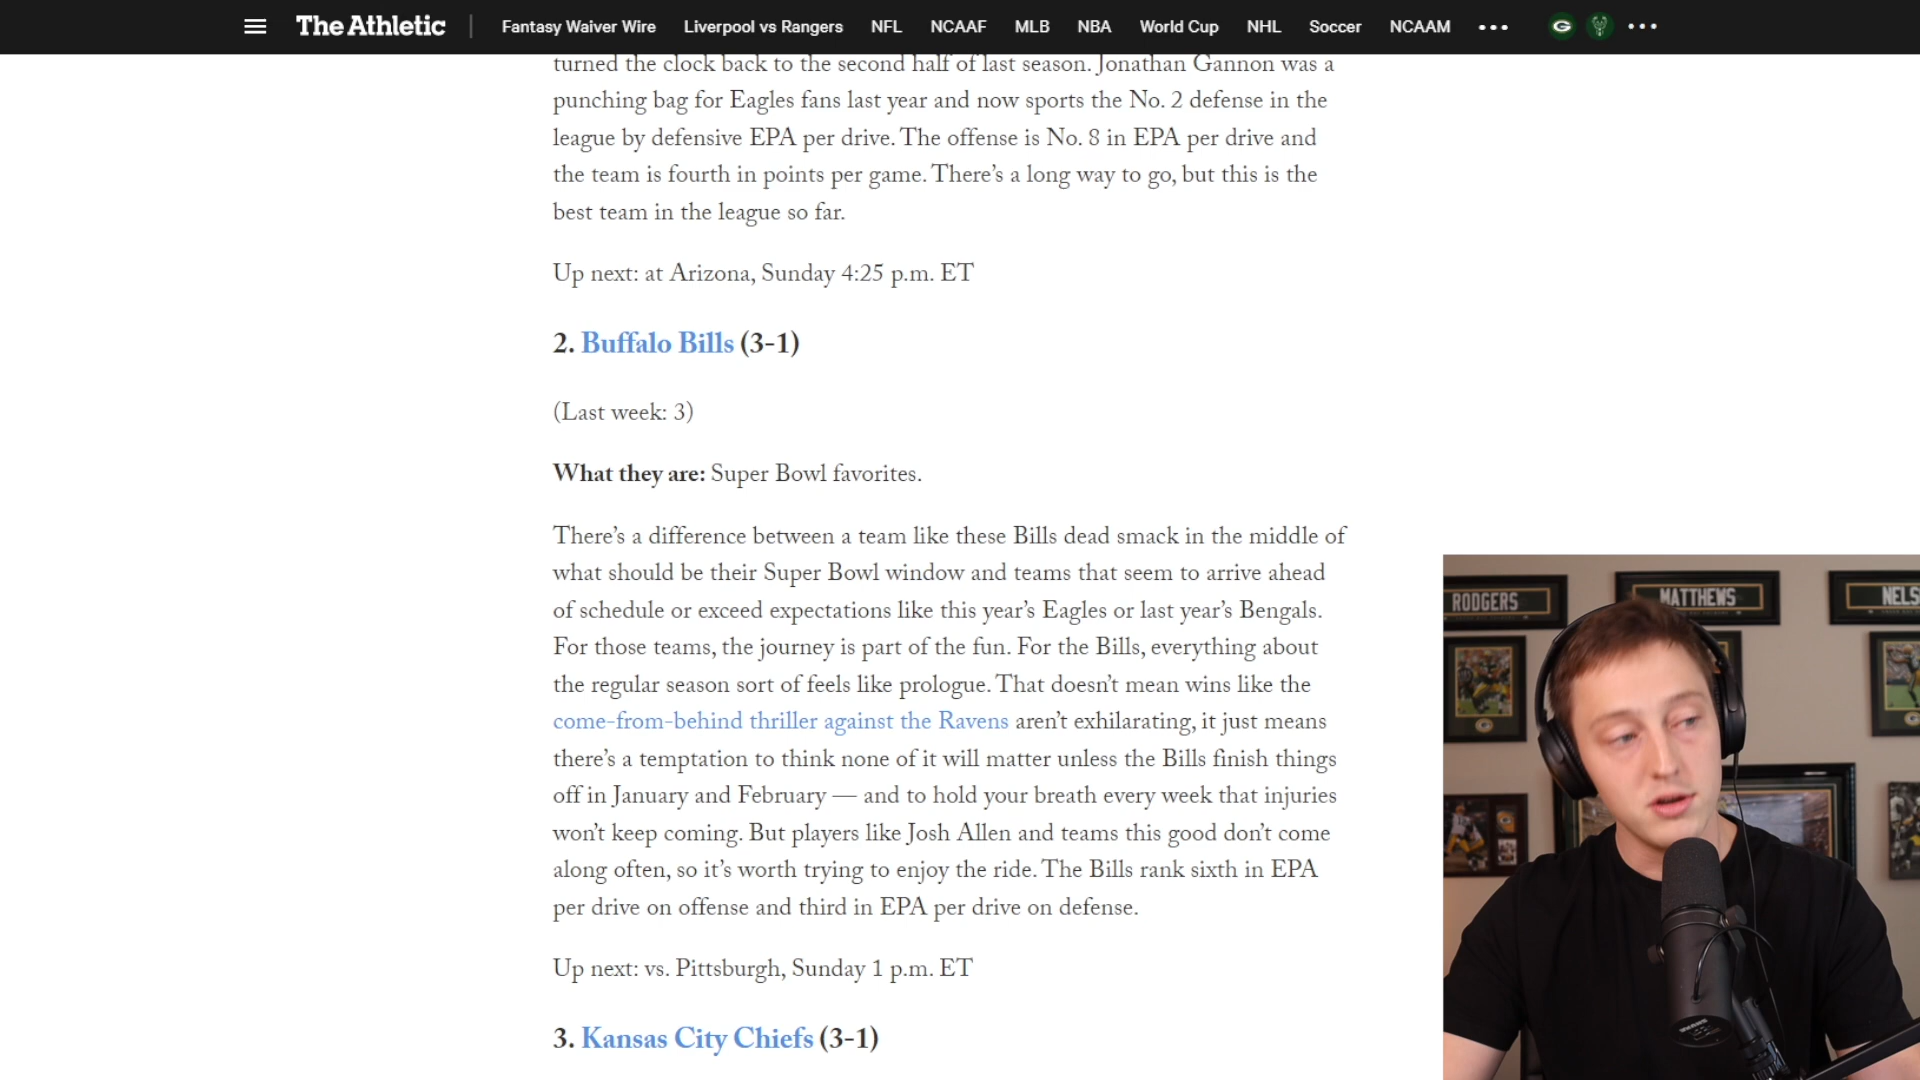 The Athletic
Fantasy Waiver Wire Liverpool vs Rangers NFL NCAAF MLB NBA World Cup NHL Soccer NCAAM
turned the clock back to the second half of last season. Jonathan Gannon was a
punching bag for Eagles fans last year and now sports the No. 2 defense in the
league by defensive EPA per drive. The offense is No. 8 in EPA per drive and
the team is fourth in points per game. There’s a long way to go, but this is the
best team in the league so far.
Up next: at Arizona, Sunday 4:25 p.m. ET
2. Buffalo Bills (3-1)
(Last week: 3)
What they are: Super Bowl favorites.
There’s a difference between a team like these Bills dead smack in the middle of
what should be their Super Bowl window and teams that seem to arrive ahead
of schedule or exceed expectations like this year’s Eagles or last year’s Bengals.
For those teams, the journey is part of the fun. For the Bills, everything about
the regular season sort of feels like prologue. That doesn’t mean wins like the
come-from-behind thriller against the Ravens aren’t exhilarating, it just means
there’s a temptation to think none of it will matter unless the Bills finish things
off in January and February — and to hold your breath every week that injuries
won’t keep coming. But players like Josh Allen and teams this good don’t come
along often, so it’s worth trying to enjoy the ride. The Bills rank sixth in EPA
per drive on offense and third in EPA per drive on defense.
Up next: vs. Pittsburgh, Sunday 1 p.m. ET
3. Kansas City Chiefs (3-1)
RODGERS
MATTHEWS
NELS